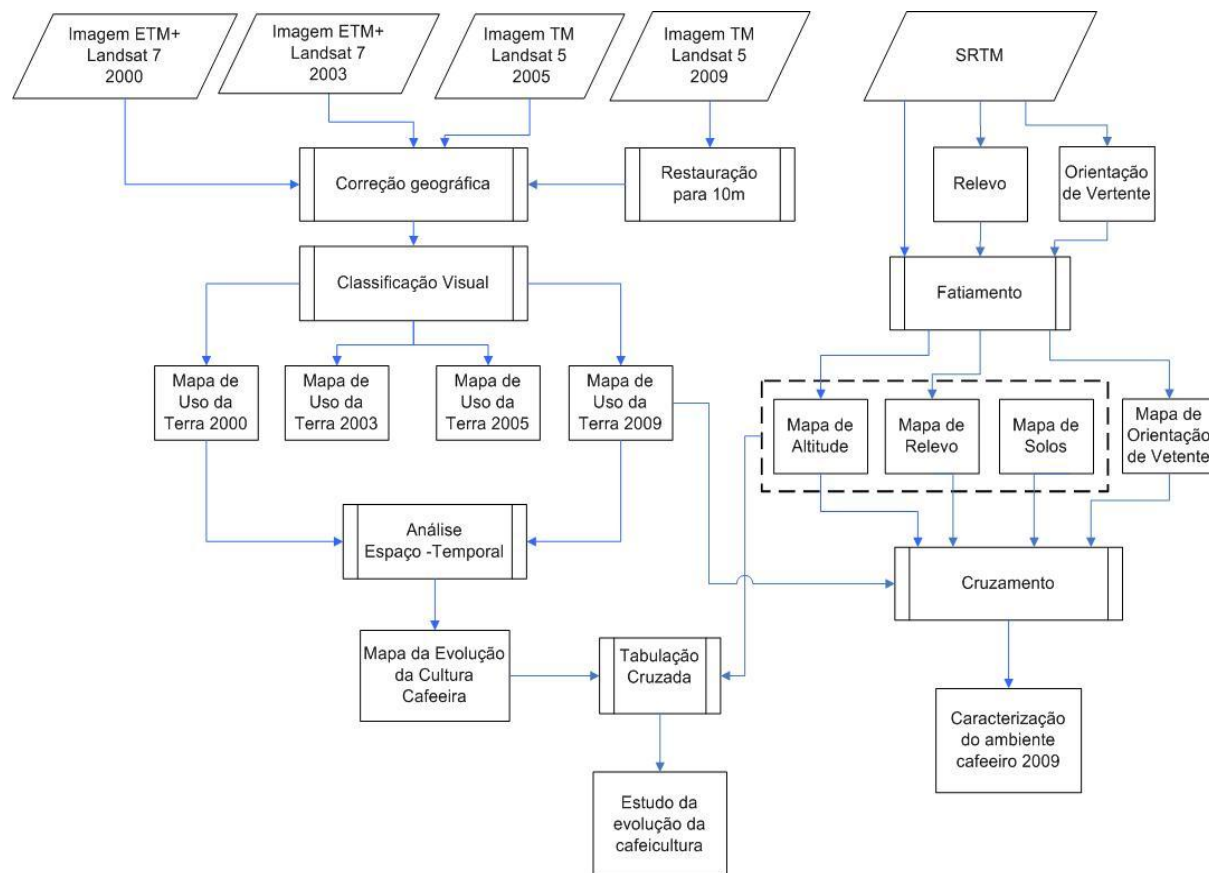 Imagem ETM+
Landsat 7
2000
Imagem ETM+
Landsat 7
2003
Imagem TM
Landsat 5
2005
Imagem TM
Landsat 5
2009
SRTM
Correção geográfica
Restauração
para 10m
Relevo
Orientação
de Vertente
Classificação Visual
Fatiamento
Mapa de
Uso da
Terra 2000
Mapa de
Uso da
Terra 2003
Mapa de
Uso da
Terra 2005
Mapa de
Uso da
Terra 2009
Mapa de
Altitude
Mapa de
Relevo
Mapa de
Solos
Mapa de
Orientação
de Vetente
Análise
Espaço -Temporal
Cruzamento
Mapa da Evolução
da Cultura
Cafeeira
Tabulação
Cruzada
Caracterização
do ambiente
cafeeiro 2009
Estudo da
evolução da
cafeicultura